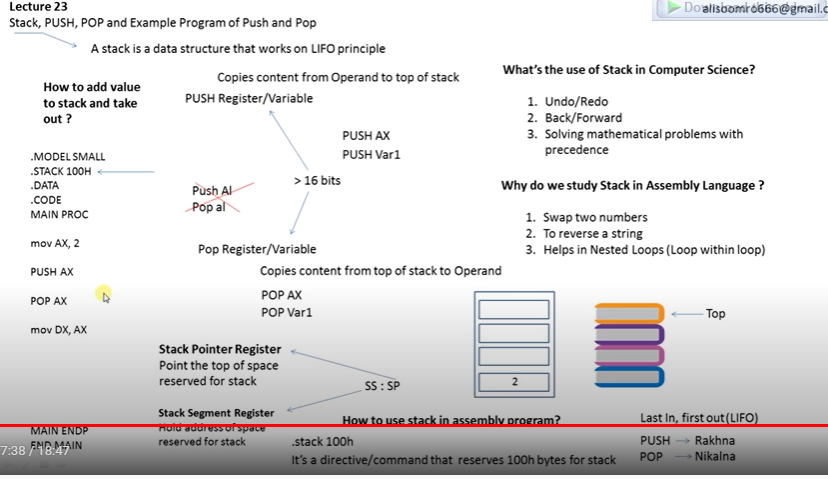 Lecture 23
Stack, PUSH, POP and Example Program of Push and Pop
alisoomro666@gmail.c
A stack is a data structure that works on LIFO principle
How to add value
to stack and take
out ?
.MODEL SMALL
.STACK 100H
.DATA
.CODE
MAIN PROC
mov AX, 2
PUSH AX
POP AX
mov DX, AX
MAIN ENDP
END MAIN
Copies content from Operand to top of stack
PUSH Register/Variable
PUSH AX
PUSH Var1
> 16 bits
Push Al
Pop al
Pop Register/Variable
Copies content from top of stack to Operand
POP AX
POP Var1
Stack Pointer Register
Point the top of space
reserved for stack
SS : SP
Stack Segment Register
Hold address of space
reserved for stack
What's the use of Stack in Computer Science?
1. Undo/Redo
2. Back/Forward
3. Solving mathematical problems with
precedence
Why do we study Stack in Assembly Language ?
1. Swap two numbers
2. To reverse a string
3. Helps in Nested Loops (Loop within loop)
2
Top
How to use stack in assembly program?
.stack 100h
It's a directive/command that reserves 100h bytes for stack
Last In, first out(LIFO)
PUSH Rakhna
POP Nikalna
7:38 / 18:47